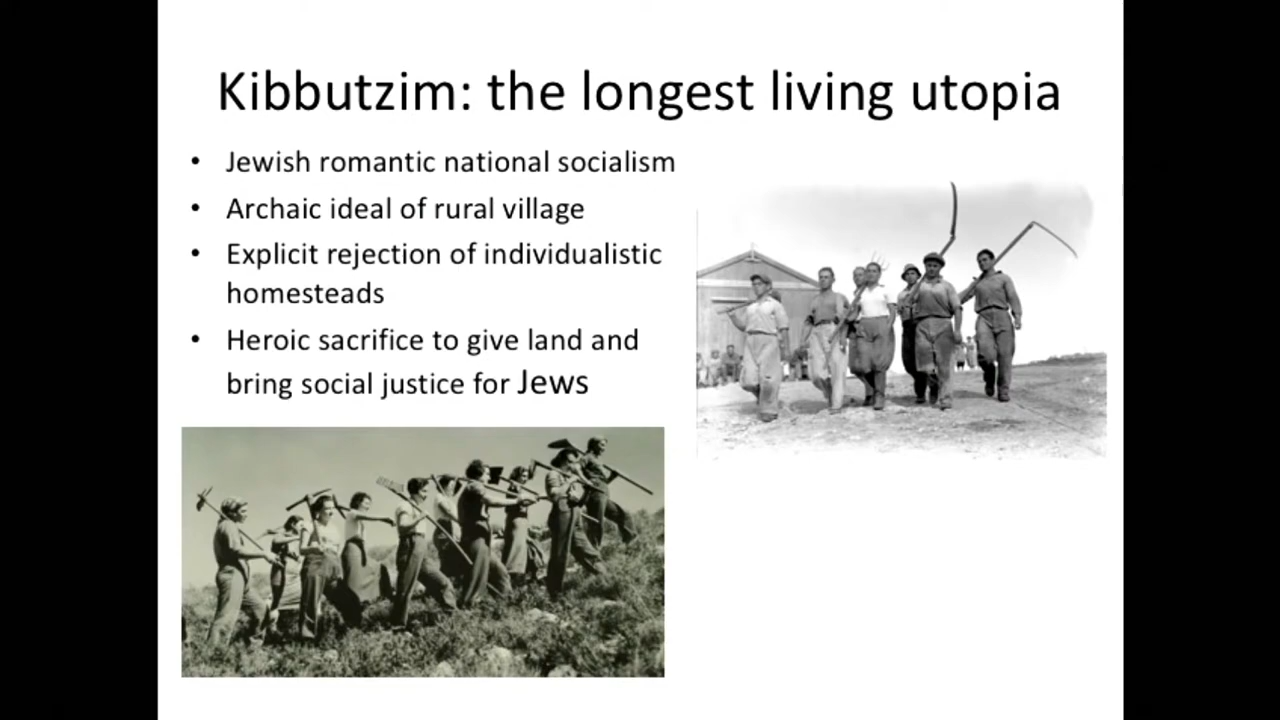 Kibbutzim: the longest living utopia
• Jewish romantic national socialism
• Archaic ideal of rural village
• Explicit rejection of individualistic
homesteads
• Heroic sacrifice to give land and
bring social justice for Jews